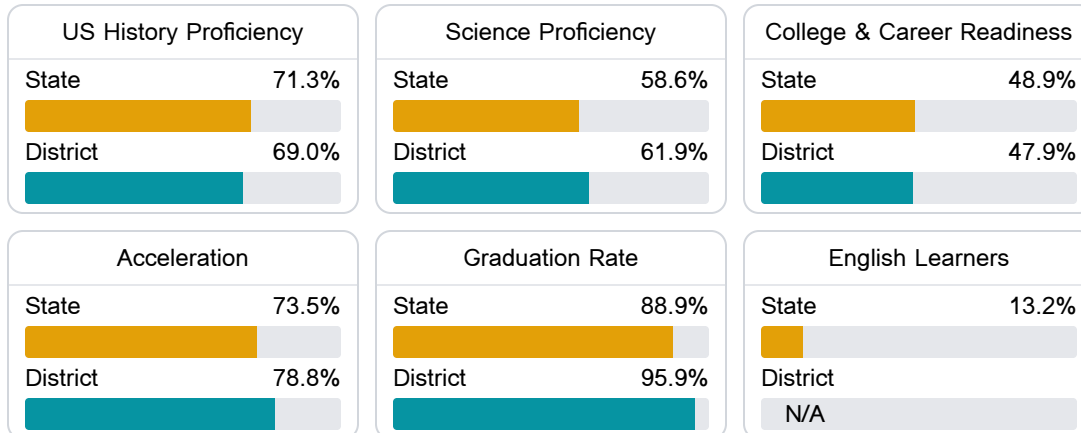 US History Proficiency
State 71.3%
District 69.0%
Science Proficiency
State 58.6%
District 61.9%
College & Career Readiness
State 48.9%
District 47.9%
Acceleration
State 73.5%
District 78.8%
Graduation Rate
State 88.9%
District 95.9%
English Learners
State 13.2%
District
N/A